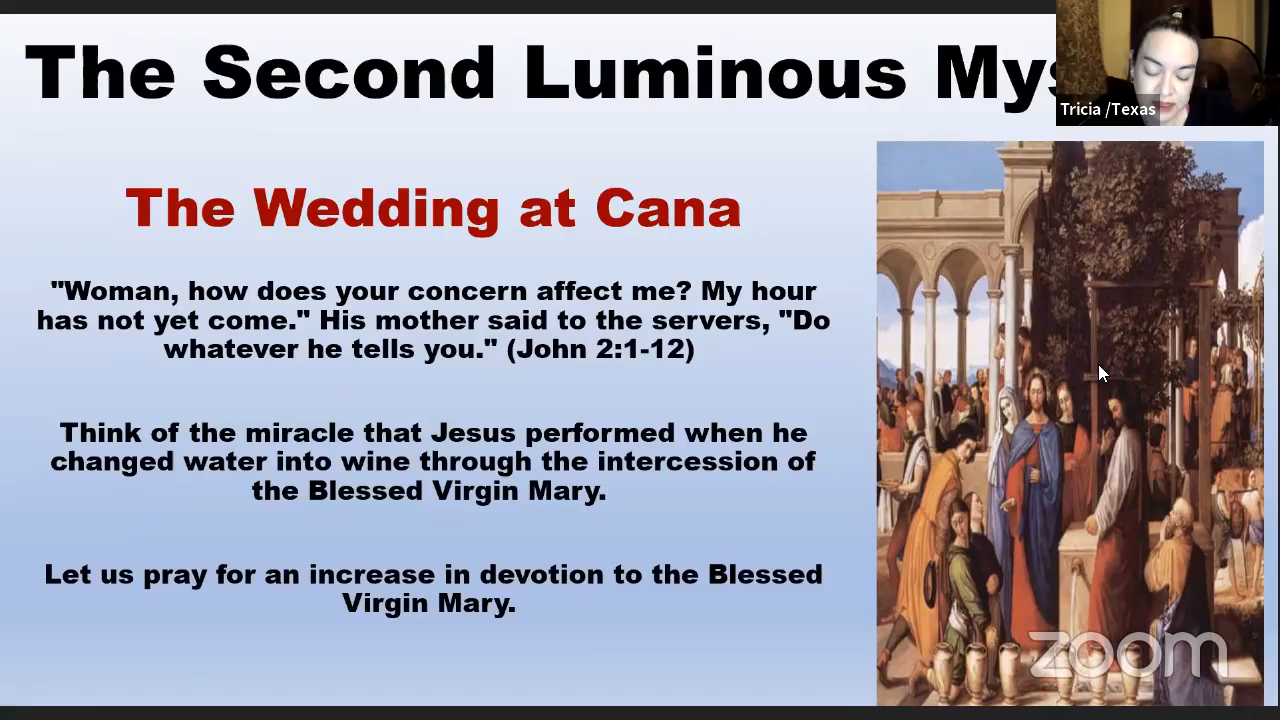 The Second Luminous Mys
Tricia /Texas
The Wedding at Cana
"Woman, how does your concern affect me? My hour
has not yet come." His mother said to the servers, "Do
whatever he tells you." (John 2:1-12)
Think of the miracle that Jesus performed when he
changed water into wine through the intercession of
the Blessed Virgin Mary.
Let us pray for an increase in devotion to the Blessed
Virgin Mary.
zoom